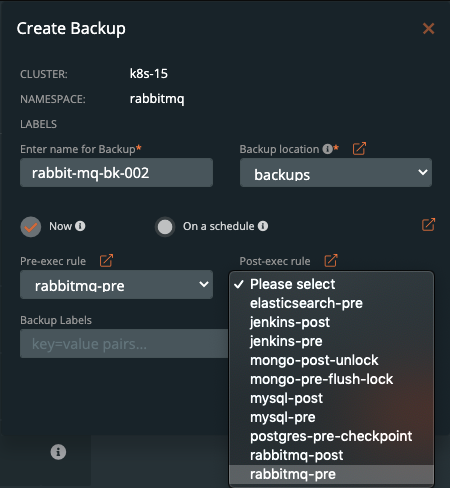 Create Backup
CLUSTER: k8s-15
NAMESPACE: rabbitmq
LABELS
Enter name for Backup*
Backup location *
rabbit-mq-bk-002
backups
Now
On a schedule
Pre-exec rule
Post-exec rule
rabbitmq-pre
Please select
elasticsearch-pre
jenkins-post
jenkins-pre
mongo-post-unlock
mongo-pre-flush-lock
mysql-post
mysql-pre
postgres-pre-checkpoint
rabbitmq-post
rabbitmq-pre
Backup Labels
key=value pairs...